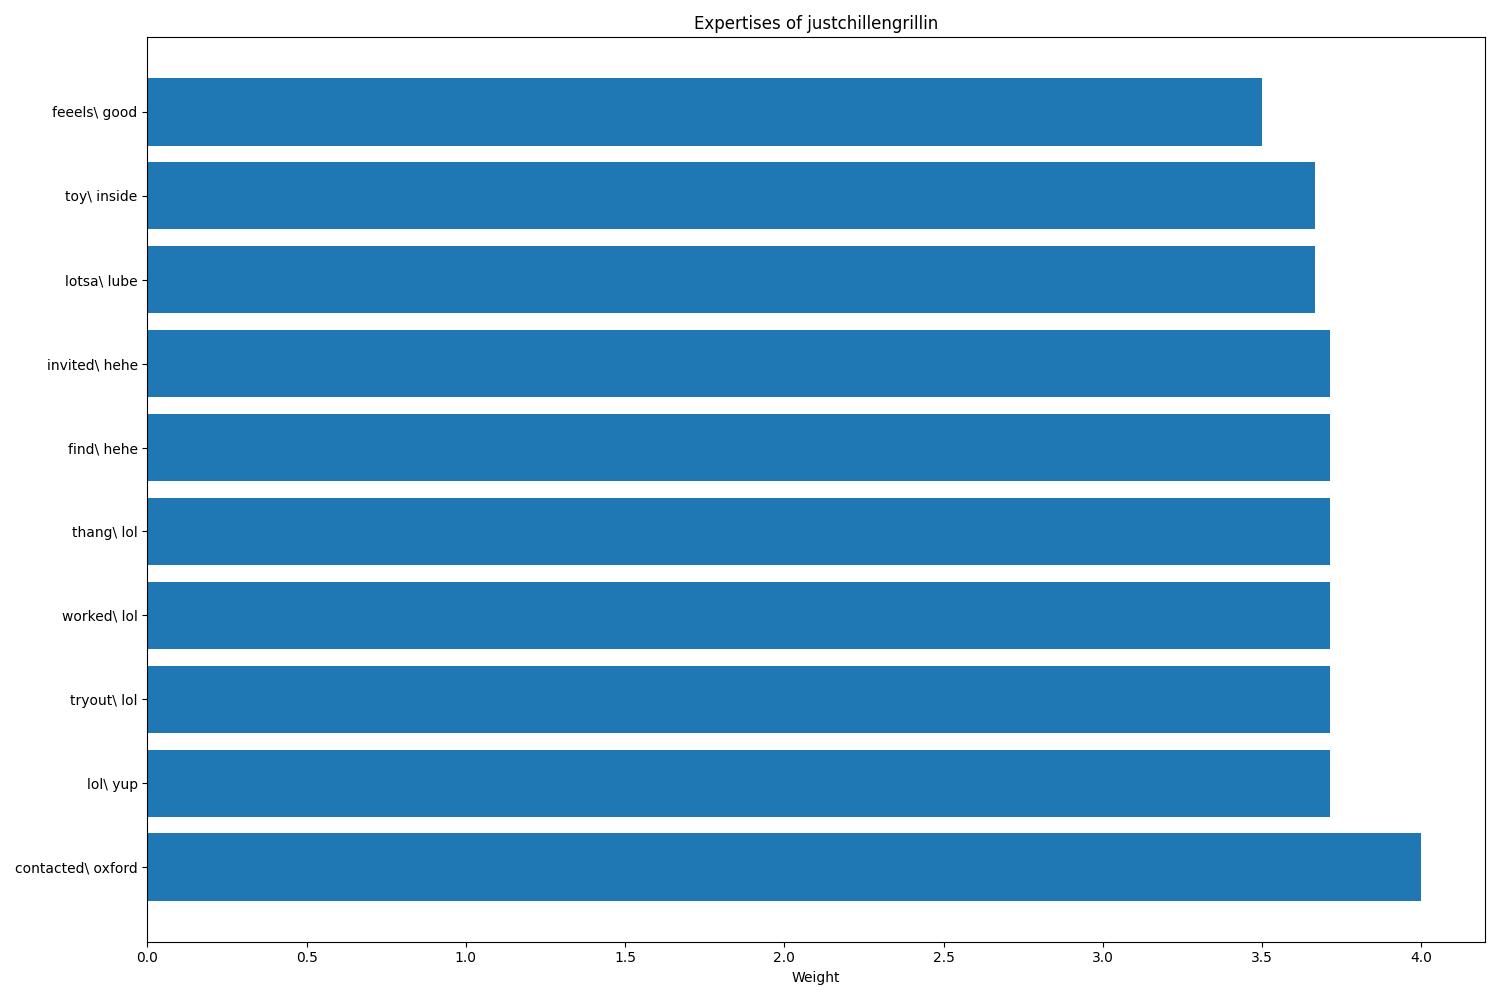 Expertises of justchillengrillin
feeels\ good
toy\ inside
lotsa\ lube
invited\ hehe
find\ hehe
thang\ lol
worked\ lol
tryout\ lol
lol\ yup
contacted\ oxford
0.0 0.5 1.0 1.5 2.0 2.5 3.0 3.5 4.0
Weight